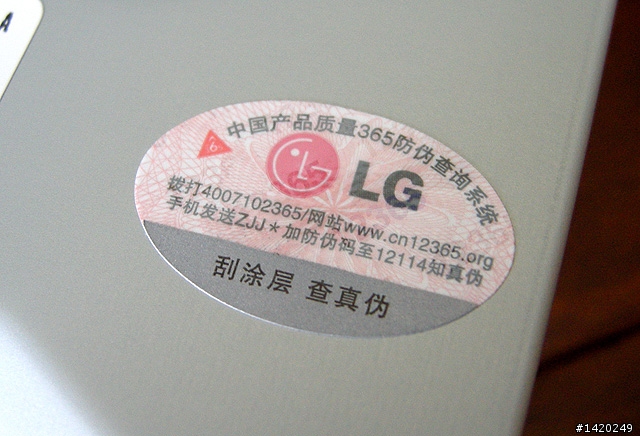 A
中国产品质量365防伪查询系统
LG
拨打4007102365/网站www.cn12365.org
手机发送ZJJ*加防伪码至12114知真伪
刮涂层 查真伪
#1420249